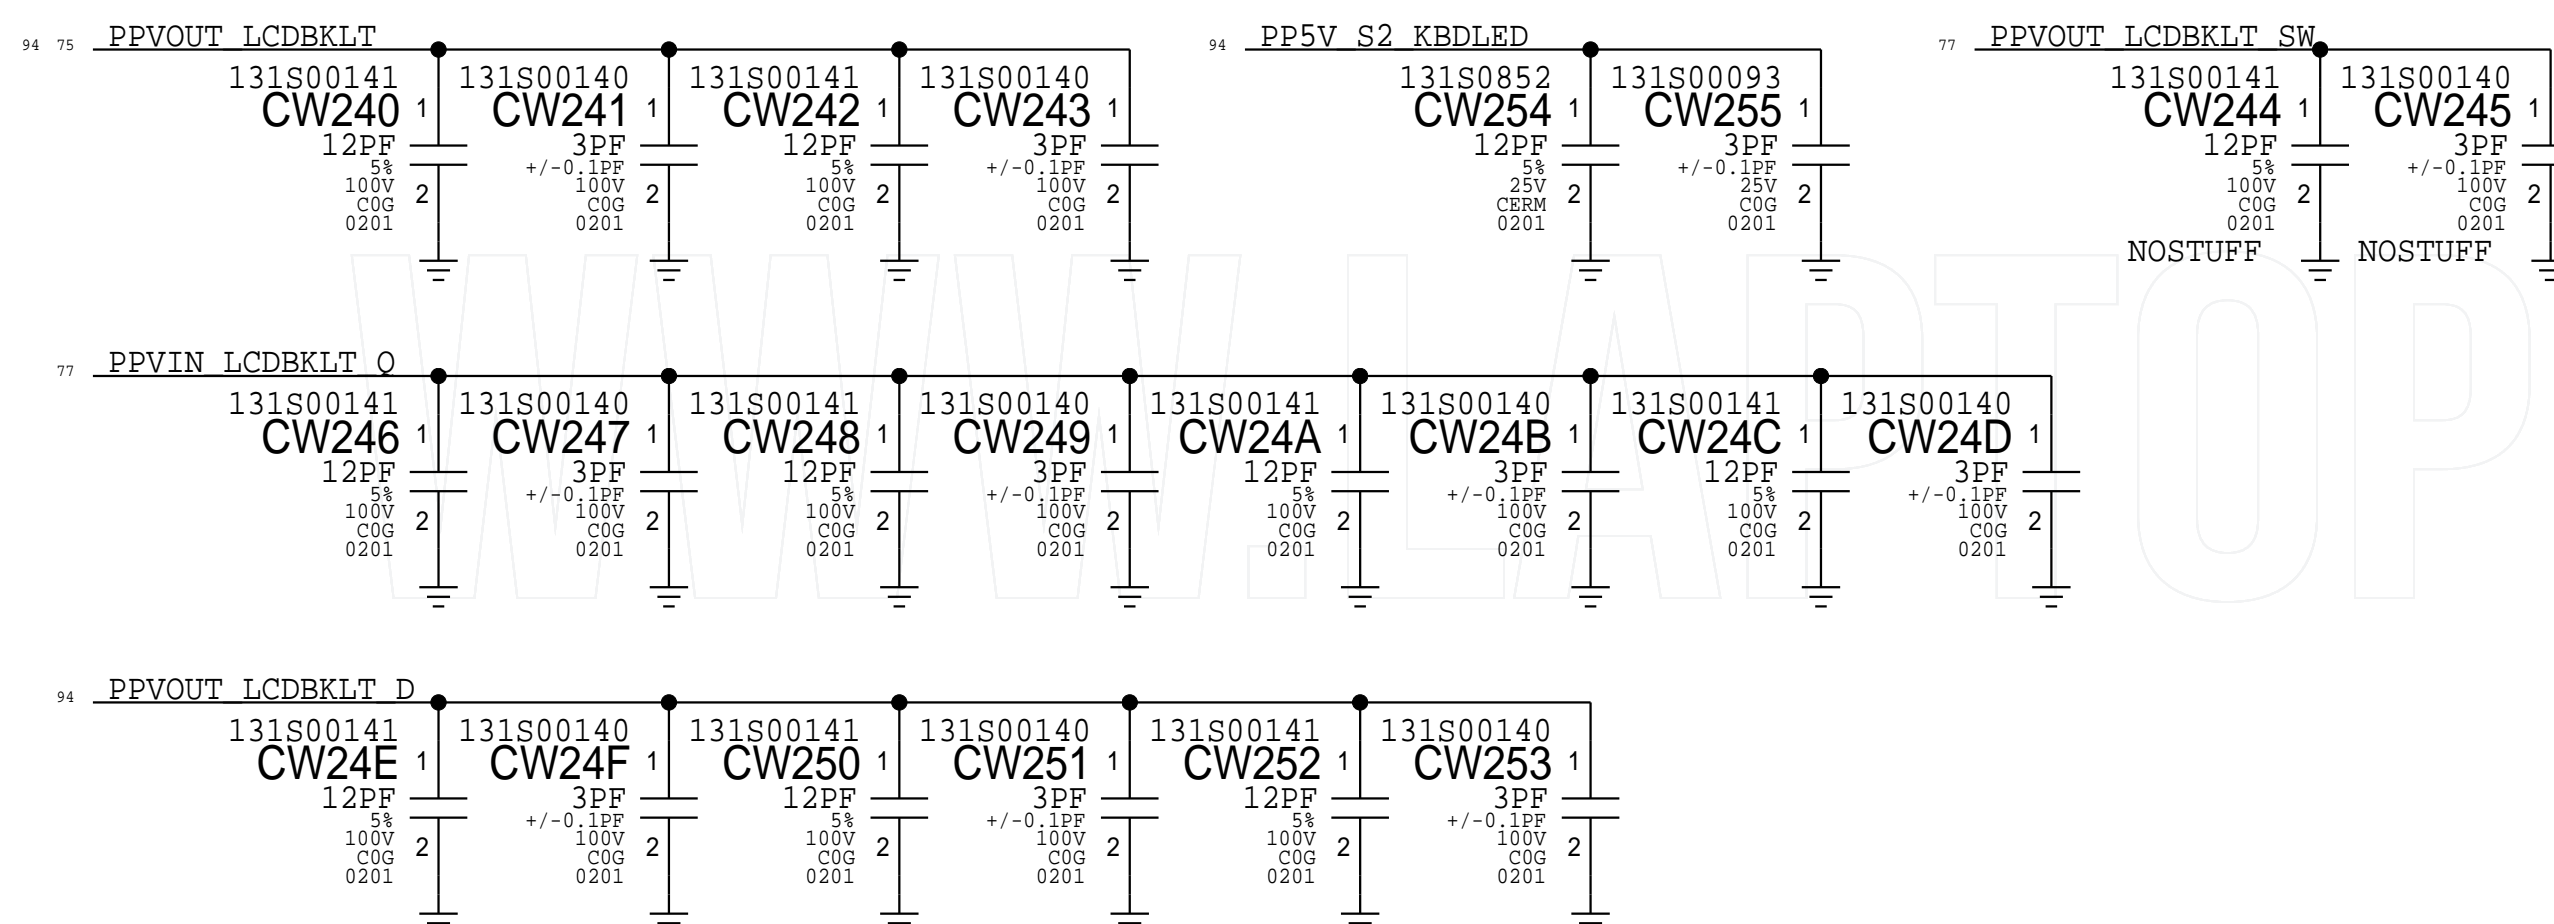 94 75 PPVOUT_LCDBKLT 94 PP5V_S2_KBDLED 77 PPVOUT_LCDBKLT_SW
131S00141 131S00140 131S00141 131S00140 131S0852 131S00093 131S00141 131S00140
CW240 1 CW241 1 CW242 1 CW243 1 CW254 1 CW255 1 CW244 1 CW245 1
12PF 3PF 12PF 3PF 12PF 3PF 12PF 3PF
5% +/-0.1PF 5% +/-0.1PF 5% +/-0.1PF 5% +/-0.1PF
100V 2 100V 2 100V 2 100V 2 25V 2 25V 2 100V 2 100V 2
C0G C0G C0G C0G CERM C0G C0G C0G
0201 0201 0201 0201 0201 0201 0201 0201
NOSTUFF NOSTUFF
WWW.LAPTOP
77 PPVIN_LCDBKLT_Q
131S00141 131S00140 131S00141 131S00140 131S00141 131S00140 131S00141 131S00140
CW246 1 CW247 1 CW248 1 CW249 1 CW24A 1 CW24B 1 CW24C 1 CW24D 1
12PF 3PF 12PF 3PF 12PF 3PF 12PF 3PF
5% +/-0.1PF 5% +/-0.1PF 5% +/-0.1PF 5% +/-0.1PF
100V 2 100V 2 100V 2 100V 2 100V 2 100V 2 100V 2 100V 2
C0G C0G C0G C0G C0G C0G C0G C0G
0201 0201 0201 0201 0201 0201 0201 0201
94 PPVOUT_LCDBKLT_D
131S00141 131S00140 131S00141 131S00140 131S00141 131S00140
CW24E 1 CW24F 1 CW250 1 CW251 1 CW252 1 CW253 1
12PF 3PF 12PF 3PF 12PF 3PF
5% +/-0.1PF 5% +/-0.1PF 5% +/-0.1PF
100V 2 100V 2 100V 2 100V 2 100V 2 100V 2
C0G C0G C0G C0G C0G C0G
0201 0201 0201 0201 0201 0201